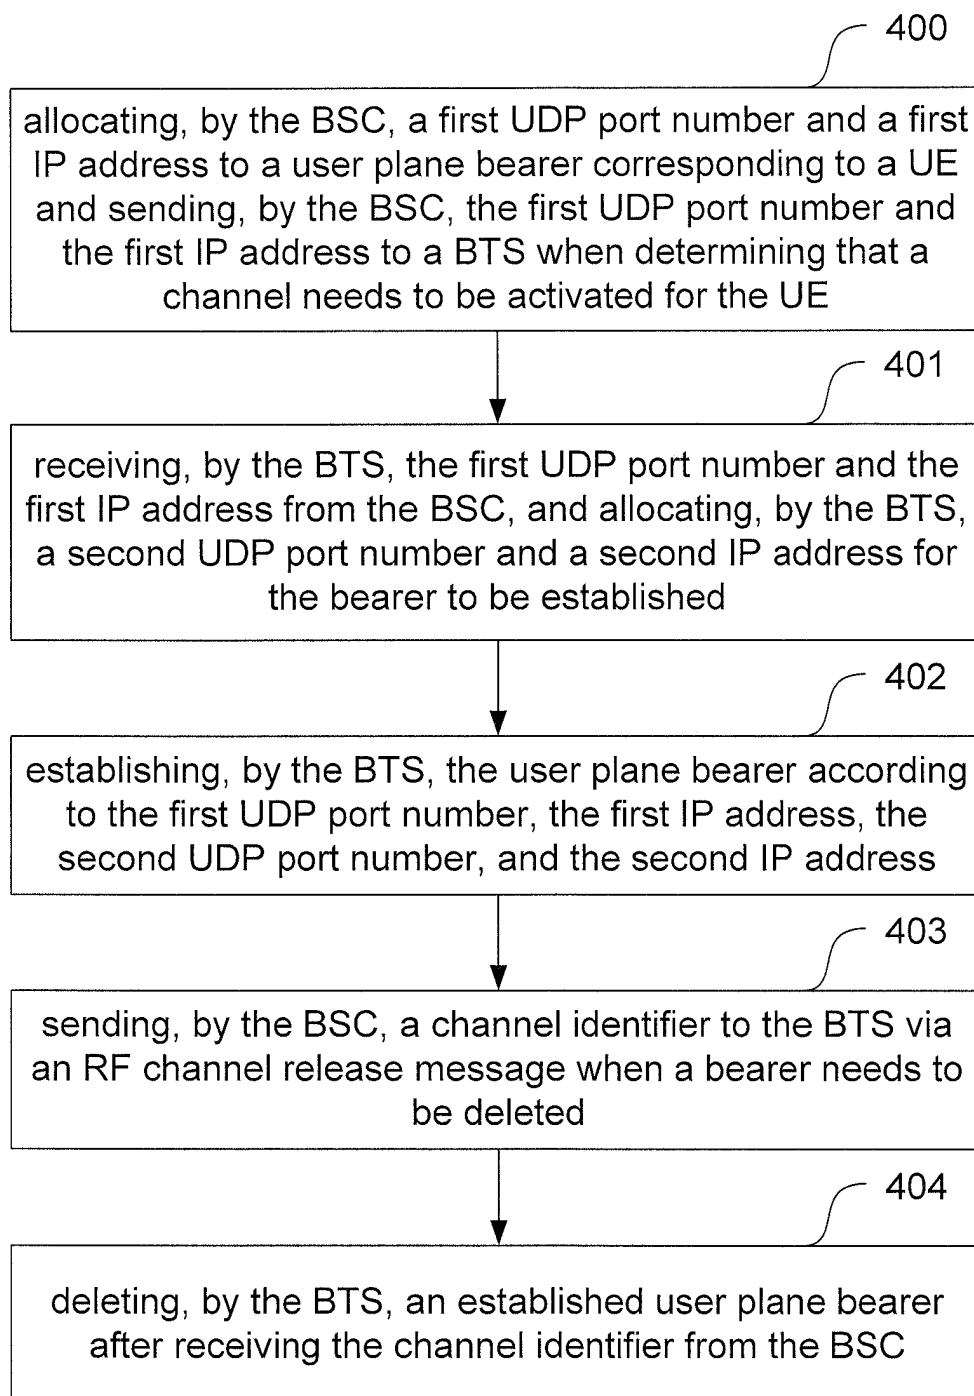 400
allocating, by the BSC, a first UDP port number and a first
IP address to a user plane bearer corresponding to a UE
and sending, by the BSC, the first UDP port number and
the first IP address to a BTS when determining that a
channel needs to be activated for the UE
401
receiving, by the BTS, the first UDP port number and the
first IP address from the BSC, and allocating, by the BTS,
a second UDP port number and a second IP address for
the bearer to be established
402
establishing, by the BTS, the user plane bearer according
to the first UDP port number, the first IP address, the
second UDP port number, and the second IP address
403
sending, by the BSC, a channel identifier to the BTS via
an RF channel release message when a bearer needs to
be deleted
404
deleting, by the BTS, an established user plane bearer
after receiving the channel identifier from the BSC